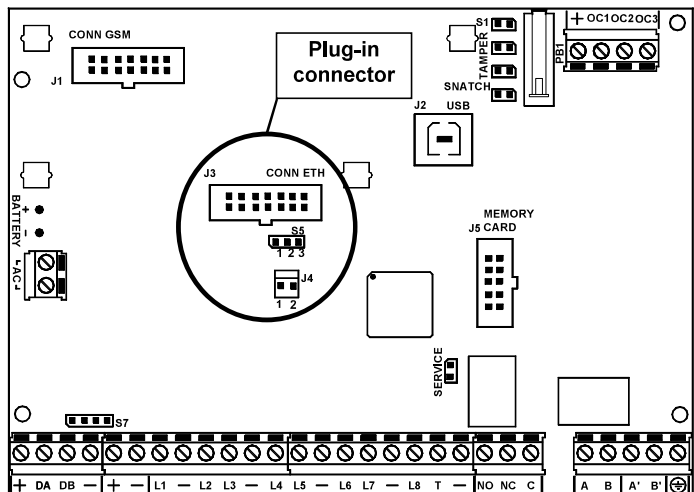 CONN GSM
J1
Plug-in
connector
S1
TAMPER
SNATCH
PB1
+ OC1 OC2 OC3
J2 USB
J3 CONN ETH
S5
1 2 3
J4
1 2
BATTERY
+
-
AC
MEMORY
CARD
J5
SERVICE
S7
+ DA DB - + - L1 - L2 L3 - L4 L5 - L6 L7 - L8 T - NO NC C A B A' B'